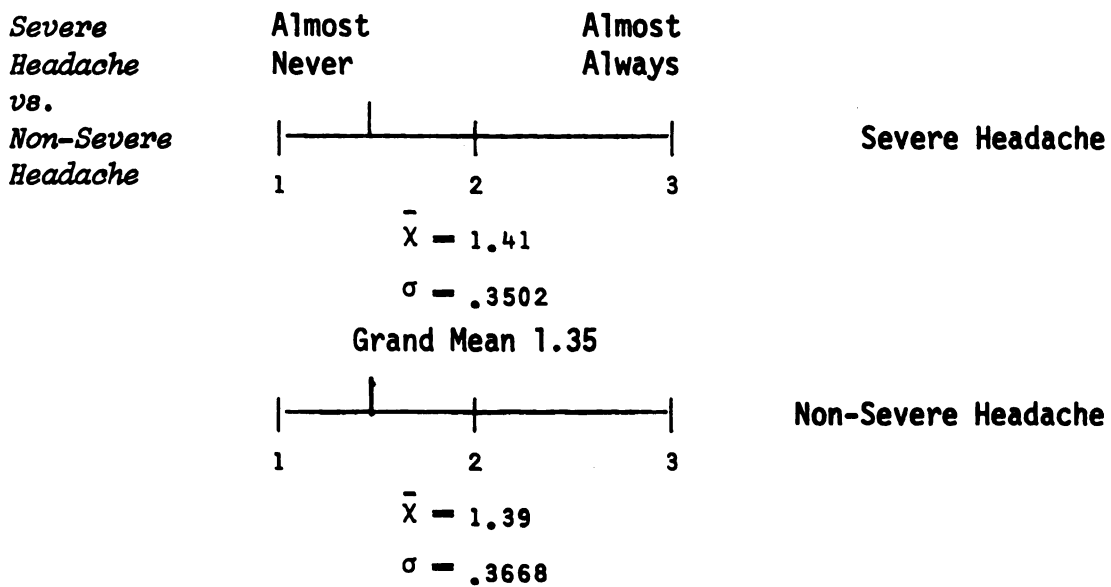 Severe
Headache
vs.
Non-Severe
Headache
Almost
Never
Almost
Always
Severe Headache
1 2 3
X̄ = 1.41
σ = .3502
Grand Mean 1.35
Non-Severe Headache
1 2 3
X̄ = 1.39
σ = .3668